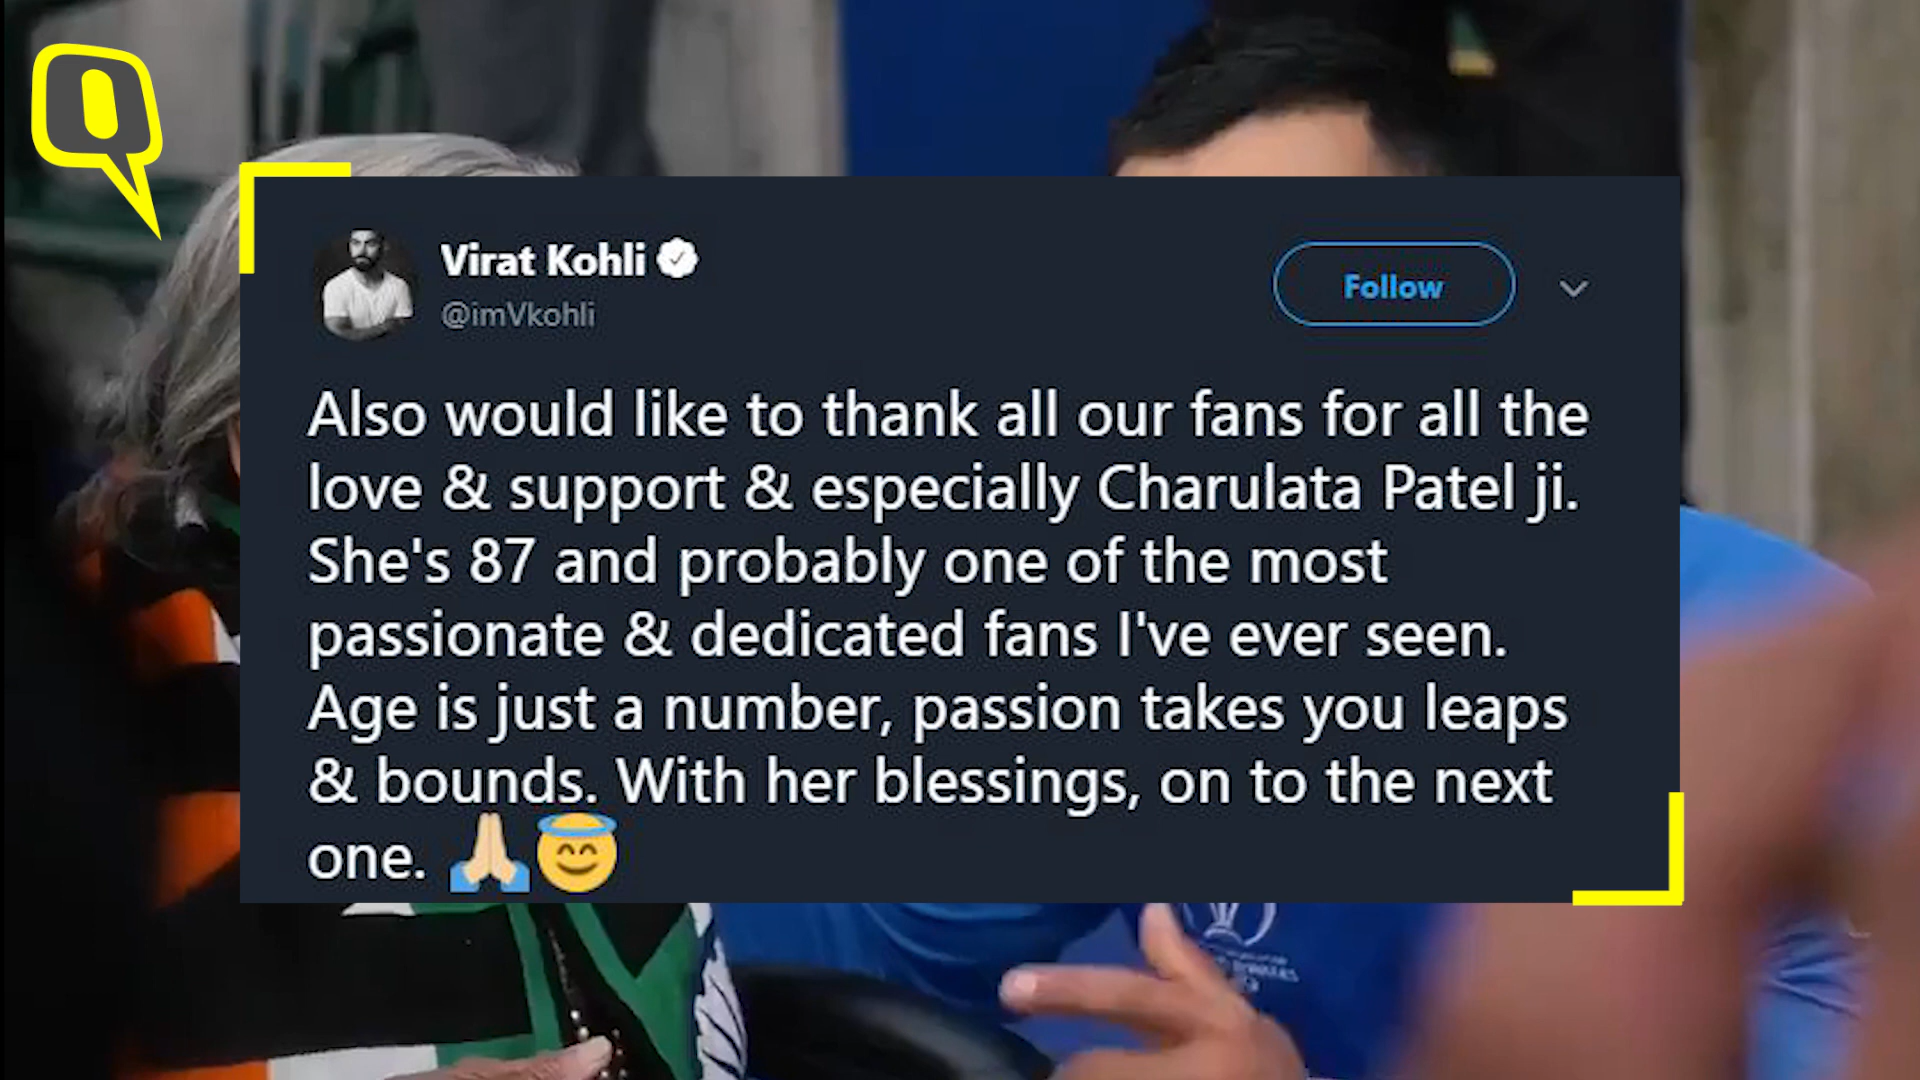 Q
Virat Kohli
@imVkohli
Follow
Also would like to thank all our fans for all the
love & support & especially Charulata Patel ji.
She's 87 and probably one of the most
passionate & dedicated fans I've ever seen.
Age is just a number, passion takes you leaps
& bounds. With her blessings, on to the next
one. 🙏🏼😇